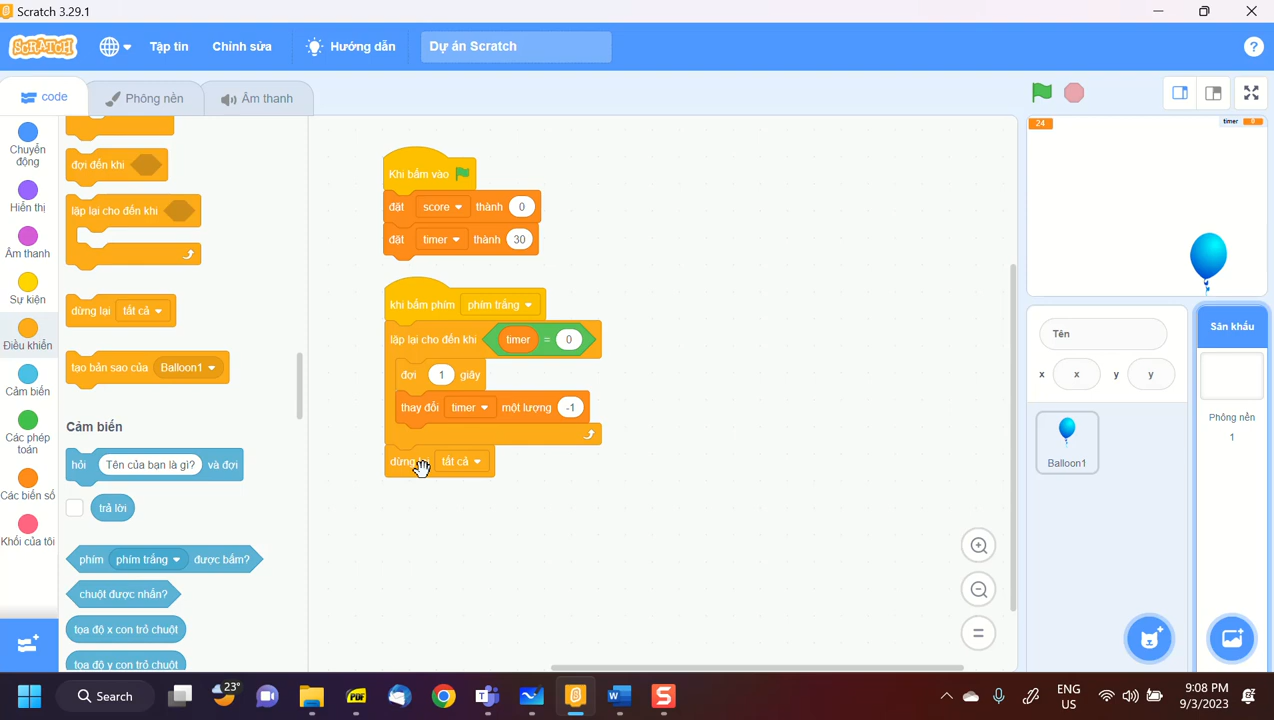 Scratch 3.29.1
SCRATCH
Tập tin
Chỉnh sửa
Hướng dẫn
Dự án Scratch
?
code
Phông nền
Âm thanh
Chuyển động
Hiển thị
Âm thanh
Sự kiện
Điều khiển
Cảm biến
Các phép toán
Các biến số
Khối của tôi
đợi đến khi
lặp lại cho đến khi
dừng lại tất cả
tạo bản sao của Balloon1
Cảm biến
hỏi Tên của bạn là gì? và đợi
trả lời
phím phím trắng được bấm?
chuột được nhấn?
tọa độ x con trỏ chuột
tọa độ y con trỏ chuột
Khi bấm vào
đặt score thành 0
đặt timer thành 30
khi bấm phím phím trắng
lặp lại cho đến khi timer = 0
đợi 1 giây
thay đổi timer một lượng -1
dừng tất cả
24
timer 0
Tên
x x y y
Balloon1
Sân khấu
Phông nền
1
Search
23°
PDF
ENG
US
9:08 PM
9/3/2023